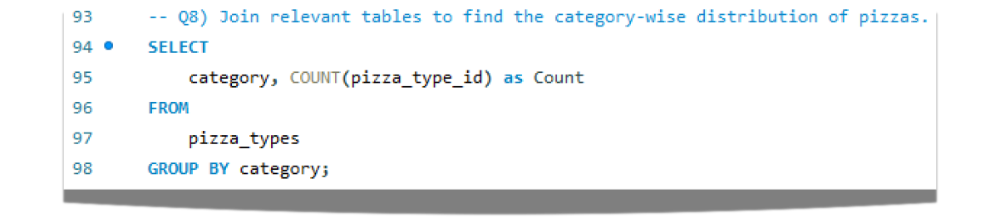 93 -- Q8) Join relevant tables to find the category-wise distribution of pizzas.
94 SELECT
95 category, COUNT(pizza_type_id) as Count
96 FROM
97 pizza_types
98 GROUP BY category;